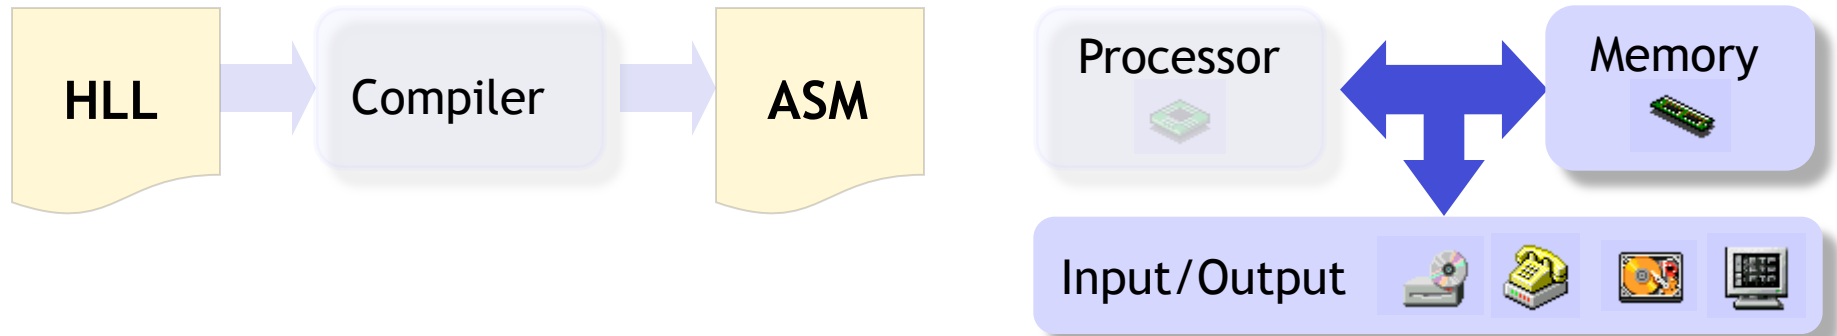 HLL
Compiler
ASM
Processor
Memory
Input/Output